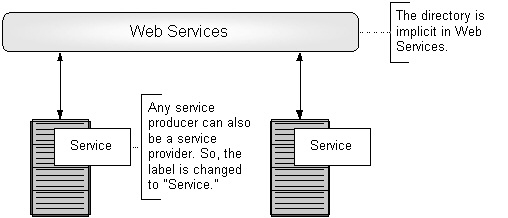 Web Services
The directory is
implicit in Web
Services.
Any service
producer can also
be a service
provider. So, the
label is changed
to "Service."
Service
Service